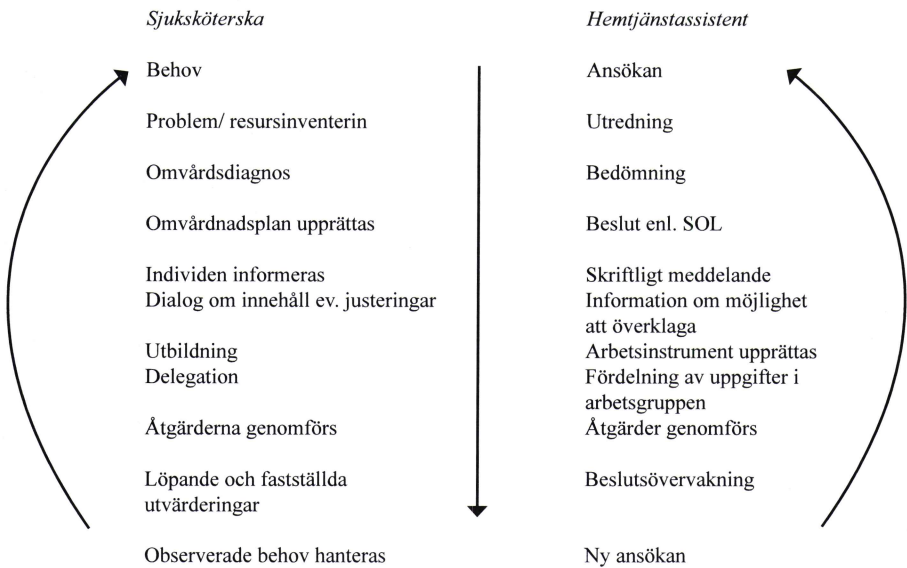 Sjuksköterska
Behov
Problem/ resursinventerin
Omvårdsdiagnos
Omvårdnadsplan upprättas
Individen informeras
Dialog om innehåll ev. justeringar
Utbildning
Delegation
Åtgärderna genomförs
Löpande och fastställda
utvärderingar
Observerade behov hanteras
Hemtjänstassistent
Ansökan
Utredning
Bedömning
Beslut enl. SOL
Skriftligt meddelande
Information om möjlighet
att överklaga
Arbetsinstrument upprättas
Fördelning av uppgifter i
arbetsgruppen
Åtgärder genomförs
Beslutsövervakning
Ny ansökan